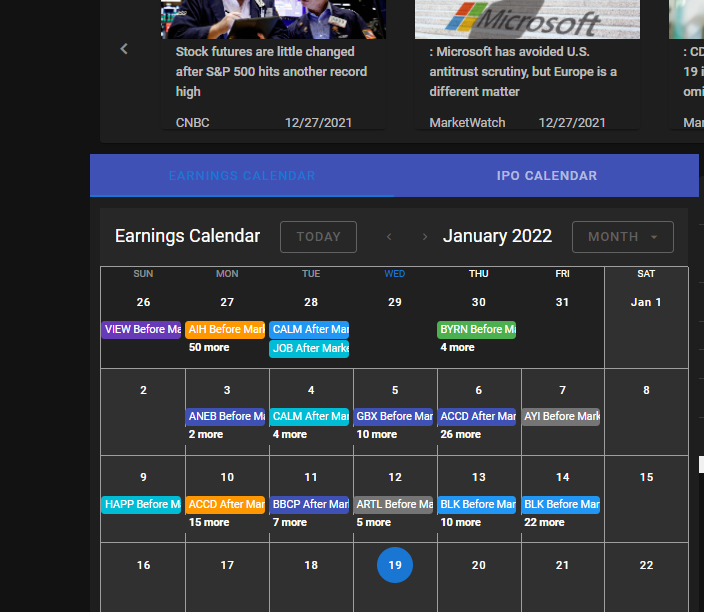 Microsoft
Stock futures are little changed
after S&P 500 hits another record
high
CNBC 12/27/2021
: Microsoft has avoided U.S.
antitrust scrutiny, but Europe is a
different matter
MarketWatch 12/27/2021
: CD
19 i
omi
Mar
EARNINGS CALENDAR
IPO CALENDAR
Earnings Calendar
TODAY
January 2022
MONTH
SUN MON TUE WED THU FRI SAT
26 27 28 29 30 31 Jan 1
VIEW Before Mar AIH Before Mark CALM After Mar BYRN Before M
50 more JOB After Marke 4 more
2 3 4 5 6 7 8
ANEB Before Ma CALM After Mar GBX Before Mar ACCD After Mar AYI Before Mark
2 more 4 more 10 more 26 more
9 10 11 12 13 14 15
HAPP Before M ACCD After Mar BBCP After Mar ARTL Before Ma BLK Before Mar BLK Before Mar
15 more 7 more 5 more 10 more 22 more
16 17 18 19 20 21 22